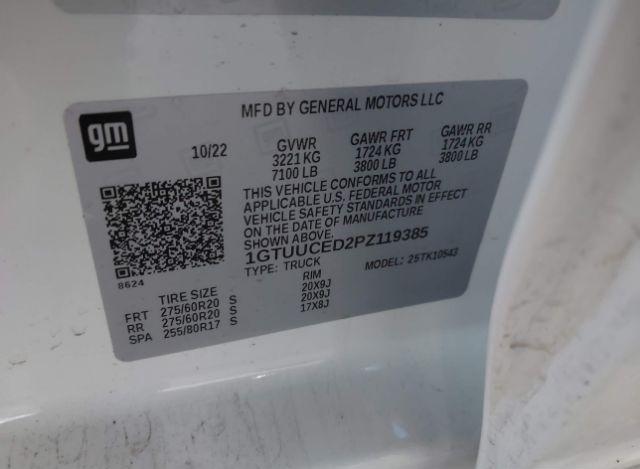 gm
MFD BY GENERAL MOTORS LLC
10/22 GVWR GAWR FRT GAWR RR
3221 KG 1724 KG 1724 KG
7100 LB 3800 LB 3800 LB
THIS VEHICLE CONFORMS TO ALL
APPLICABLE U.S. FEDERAL MOTOR
VEHICLE SAFETY STANDARDS IN EFFECT
ON THE DATE OF MANUFACTURE
SHOWN ABOVE.
1GTUUCED2PZ119385
TYPE: TRUCK MODEL: 25TK10543
8624
TIRE SIZE RIM
FRT 275/60R20 S 20X9J
RR 275/60R20 S 20X9J
SPA 255/80R17 S 17X8J